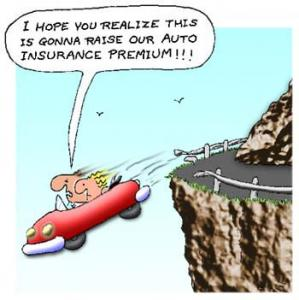 I HOPE YOU REALIZE THIS
IS GONNA RAISE OUR AUTO
INSURANCE PREMIUM!!!